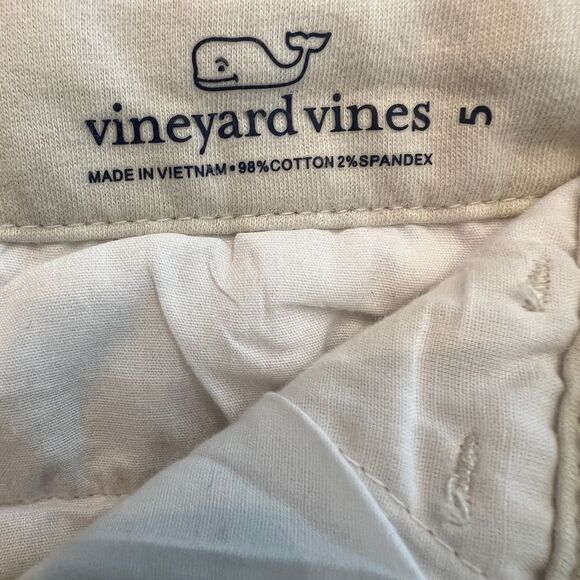 vineyard vines 5
MADE IN VIETNAM•98%COTTON 2%SPANDEX